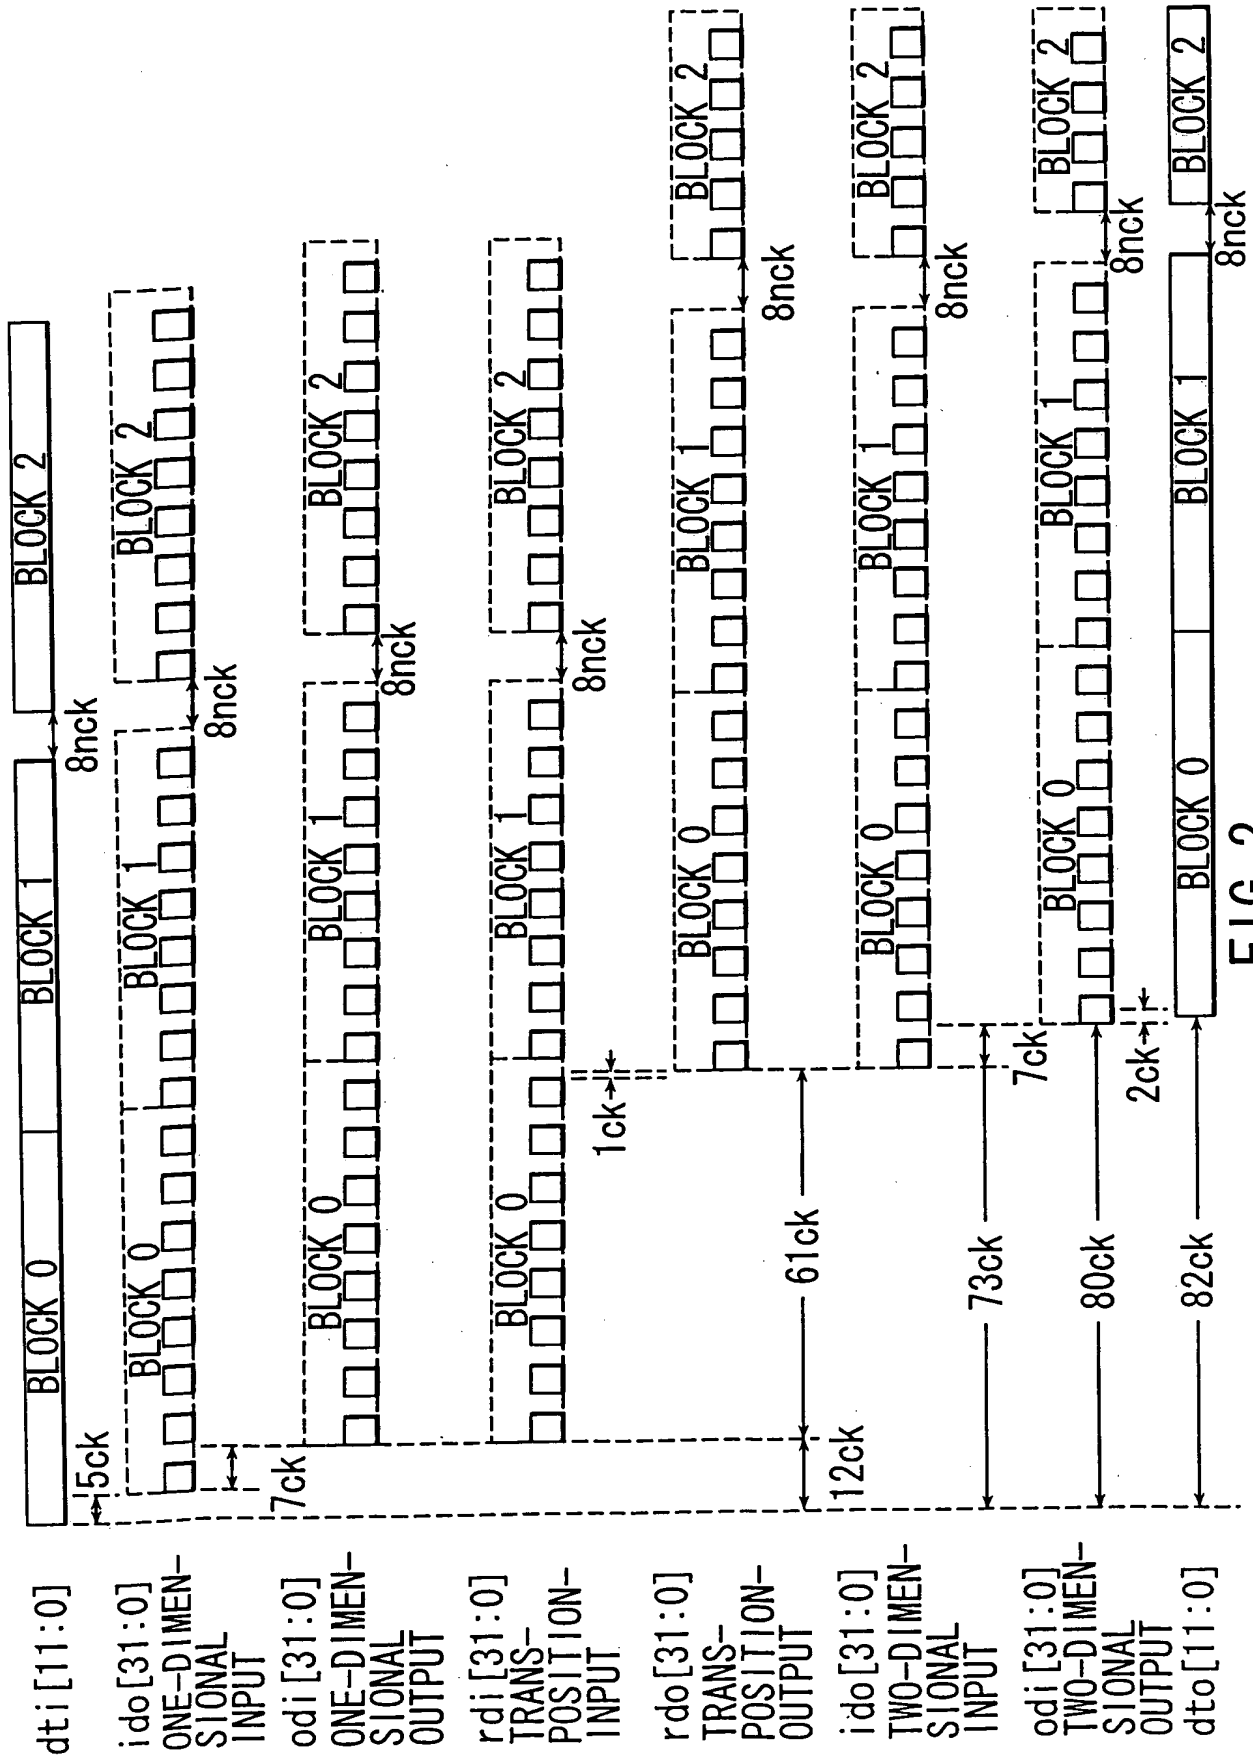 dti[11:0]
BLOCK 0
BLOCK 1
BLOCK 2
5ck
8nck
ido[31:0]
ONE-DIMEN-
SIONAL
INPUT
BLOCK 0
BLOCK 1
BLOCK 2
7ck
8nck
odi[31:0]
ONE-DIMEN-
SIONAL
OUTPUT
BLOCK 0
BLOCK 1
BLOCK 2
8nck
rdi[31:0]
TRANS-
POSITION-
INPUT
BLOCK 0
BLOCK 1
BLOCK 2
1ck
8nck
rdo[31:0]
TRANS-
POSITION-
OUTPUT
BLOCK 0
BLOCK 1
BLOCK 2
12ck
61ck
8nck
ido[31:0]
TWO-DIMEN-
SIONAL
INPUT
BLOCK 0
BLOCK 1
BLOCK 2
73ck
7ck
8nck
odi[31:0]
TWO-DIMEN-
SIONAL
OUTPUT
BLOCK 0
BLOCK 1
BLOCK 2
80ck
2ck
8nck
dto[11:0]
BLOCK 0
BLOCK 1
BLOCK 2
82ck
8nck
FIG. 2